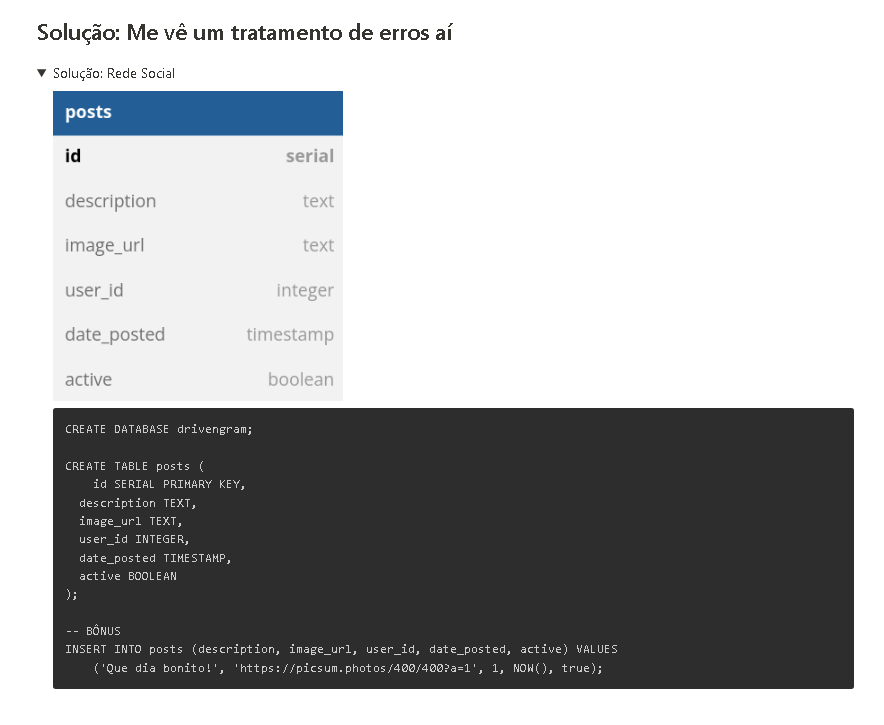 Solução: Me vê um tratamento de erros aí
▼ Solução: Rede Social
posts
id serial
description text
image_url text
user_id integer
date_posted timestamp
active boolean
CREATE DATABASE drivengram;
CREATE TABLE posts (
    id SERIAL PRIMARY KEY,
  description TEXT,
  image_url TEXT,
  user_id INTEGER,
  date_posted TIMESTAMP,
  active BOOLEAN
);
-- BÔNUS
INSERT INTO posts (description, image_url, user_id, date_posted, active) VALUES
    ('Que dia bonito!', 'https://picsum.photos/400/400?a=1', 1, NOW(), true);